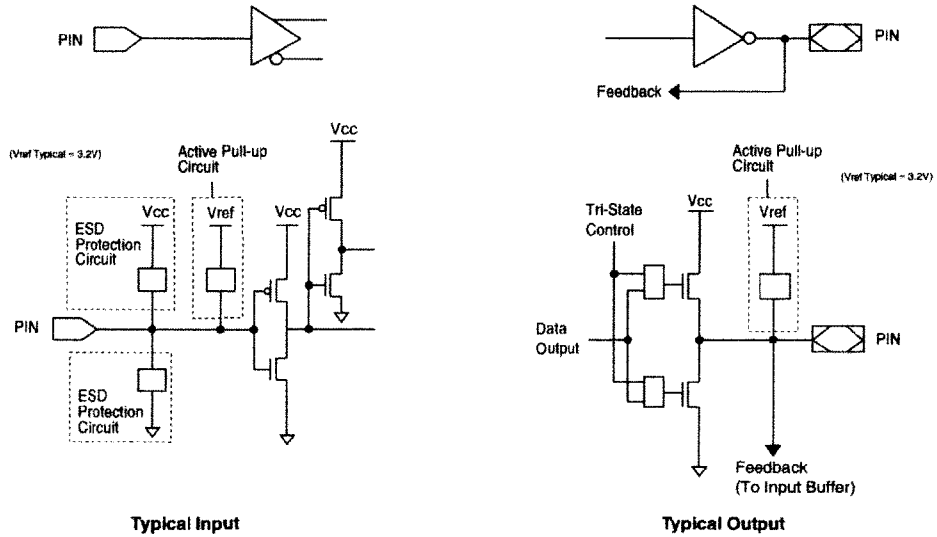 PIN
PIN
Feedback
(Vref Typical = 3.2V)
Active Pull-up
Circuit
Vcc
Vcc
Vref
Vcc
ESD
Protection
Circuit
PIN
ESD
Protection
Circuit
Typical Input
Active Pull-up
Circuit
(Vref Typical = 3.2V)
Tri-State
Control
Vcc
Vref
Data
Output
PIN
Feedback
(To Input Buffer)
Typical Output